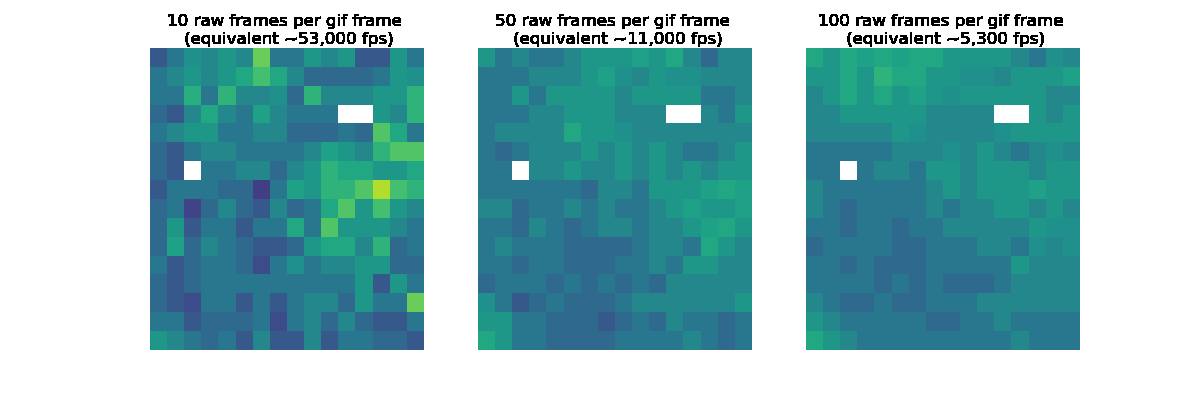 10 raw frames per gif frame
(equivalent ~53,000 fps)
50 raw frames per gif frame
(equivalent ~11,000 fps)
100 raw frames per gif frame
(equivalent ~5,300 fps)